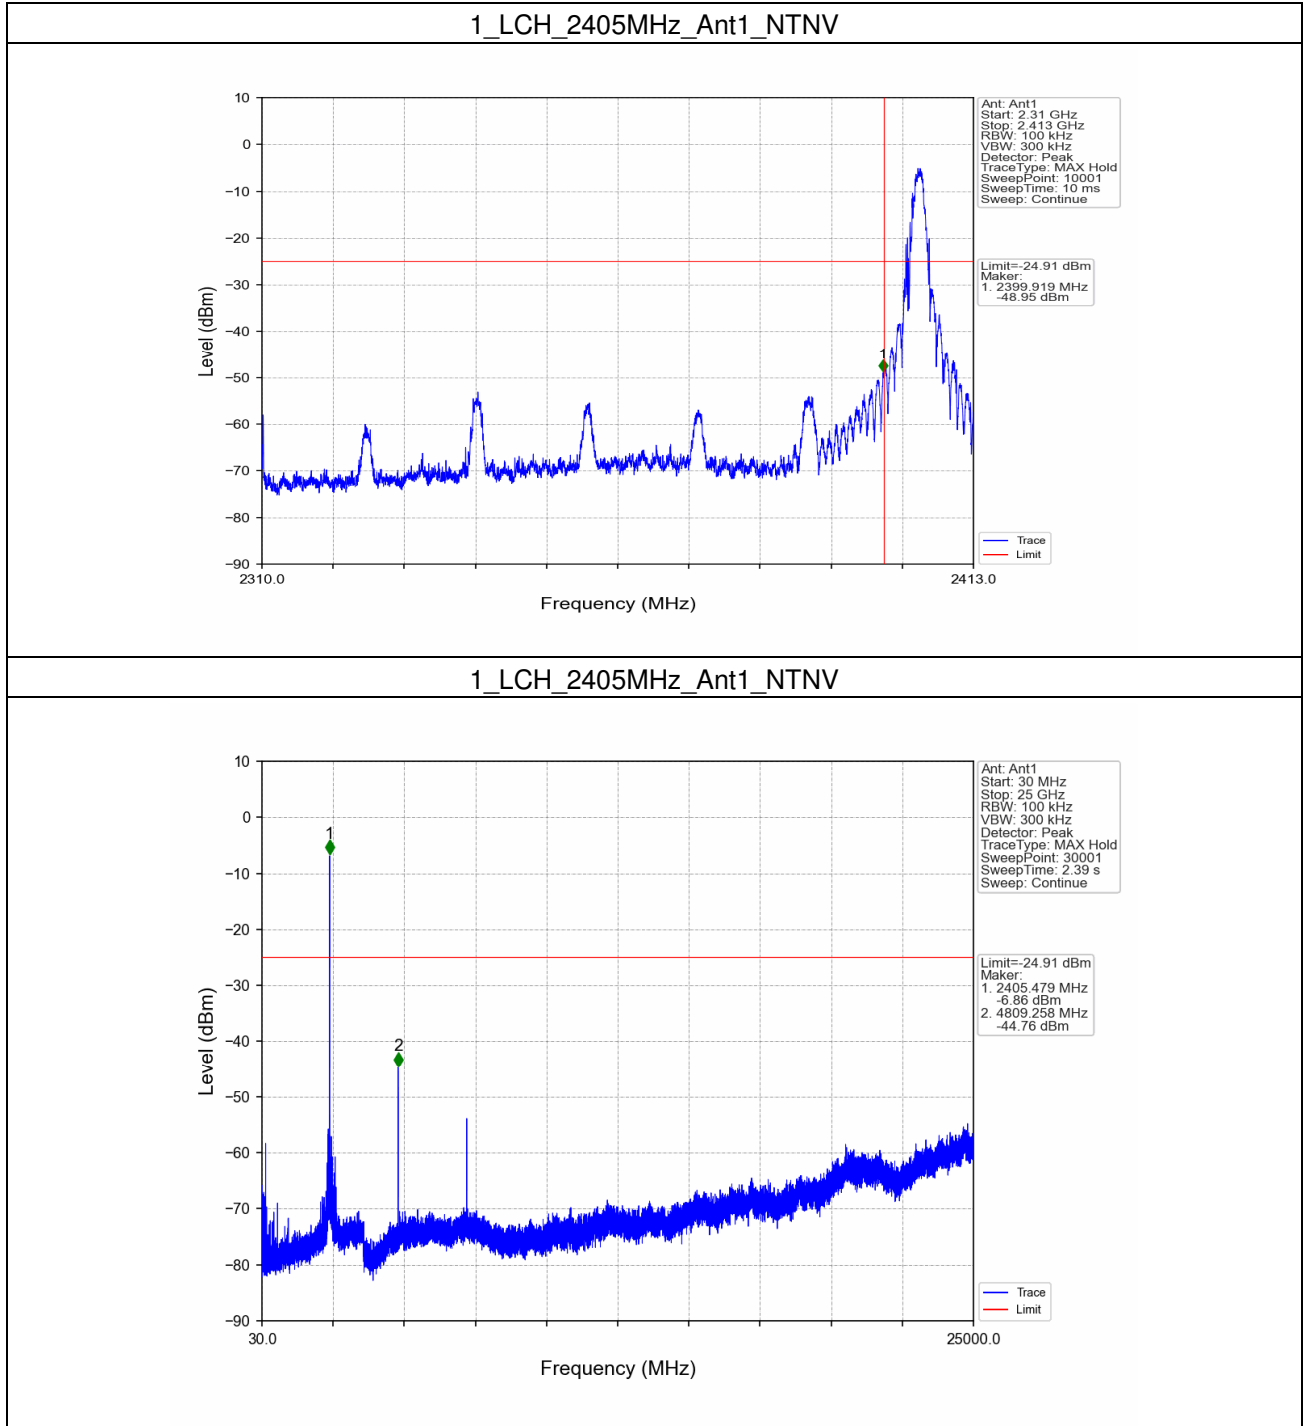 1_LCH_2405MHz_Ant1_NTNV
10
0
−10
−20
−30
−40
−50
−60
−70
−80
−90
Level (dBm)
1
2310.0
2413.0
Frequency (MHz)
Ant: Ant1
Start: 2.31 GHz
Stop: 2.413 GHz
RBW: 100 kHz
VBW: 300 kHz
Detector: Peak
TraceType: MAX Hold
SweepPoint: 10001
SweepTime: 10 ms
Sweep: Continue
Limit=-24.91 dBm
Maker:
1. 2399.919 MHz
-48.95 dBm
Trace
Limit
1_LCH_2405MHz_Ant1_NTNV
10
0
−10
−20
−30
−40
−50
−60
−70
−80
−90
Level (dBm)
1
2
30.0
25000.0
Frequency (MHz)
Ant: Ant1
Start: 30 MHz
Stop: 25 GHz
RBW: 100 kHz
VBW: 300 kHz
Detector: Peak
TraceType: MAX Hold
SweepPoint: 30001
SweepTime: 2.39 s
Sweep: Continue
Limit=-24.91 dBm
Maker:
1. 2405.479 MHz
-6.86 dBm
2. 4809.258 MHz
-44.76 dBm
Trace
Limit